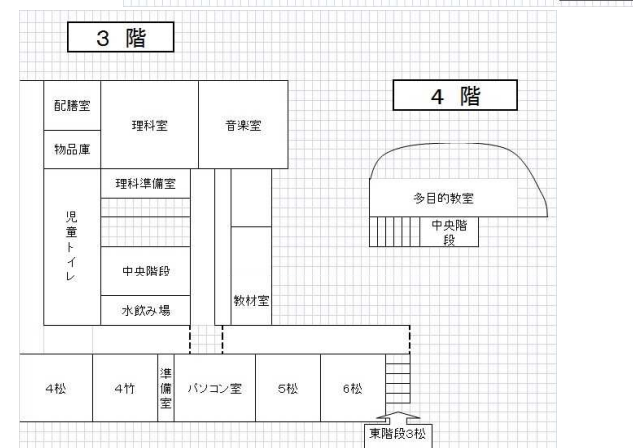 3 階
4 階
配膳室
理科室
音楽室
物品庫
理科準備室
多目的教室
児童トイレ
中央階段
中央階段
教材室
水飲み場
4松
4竹
準備室
パソコン室
5松
6松
東階段3松